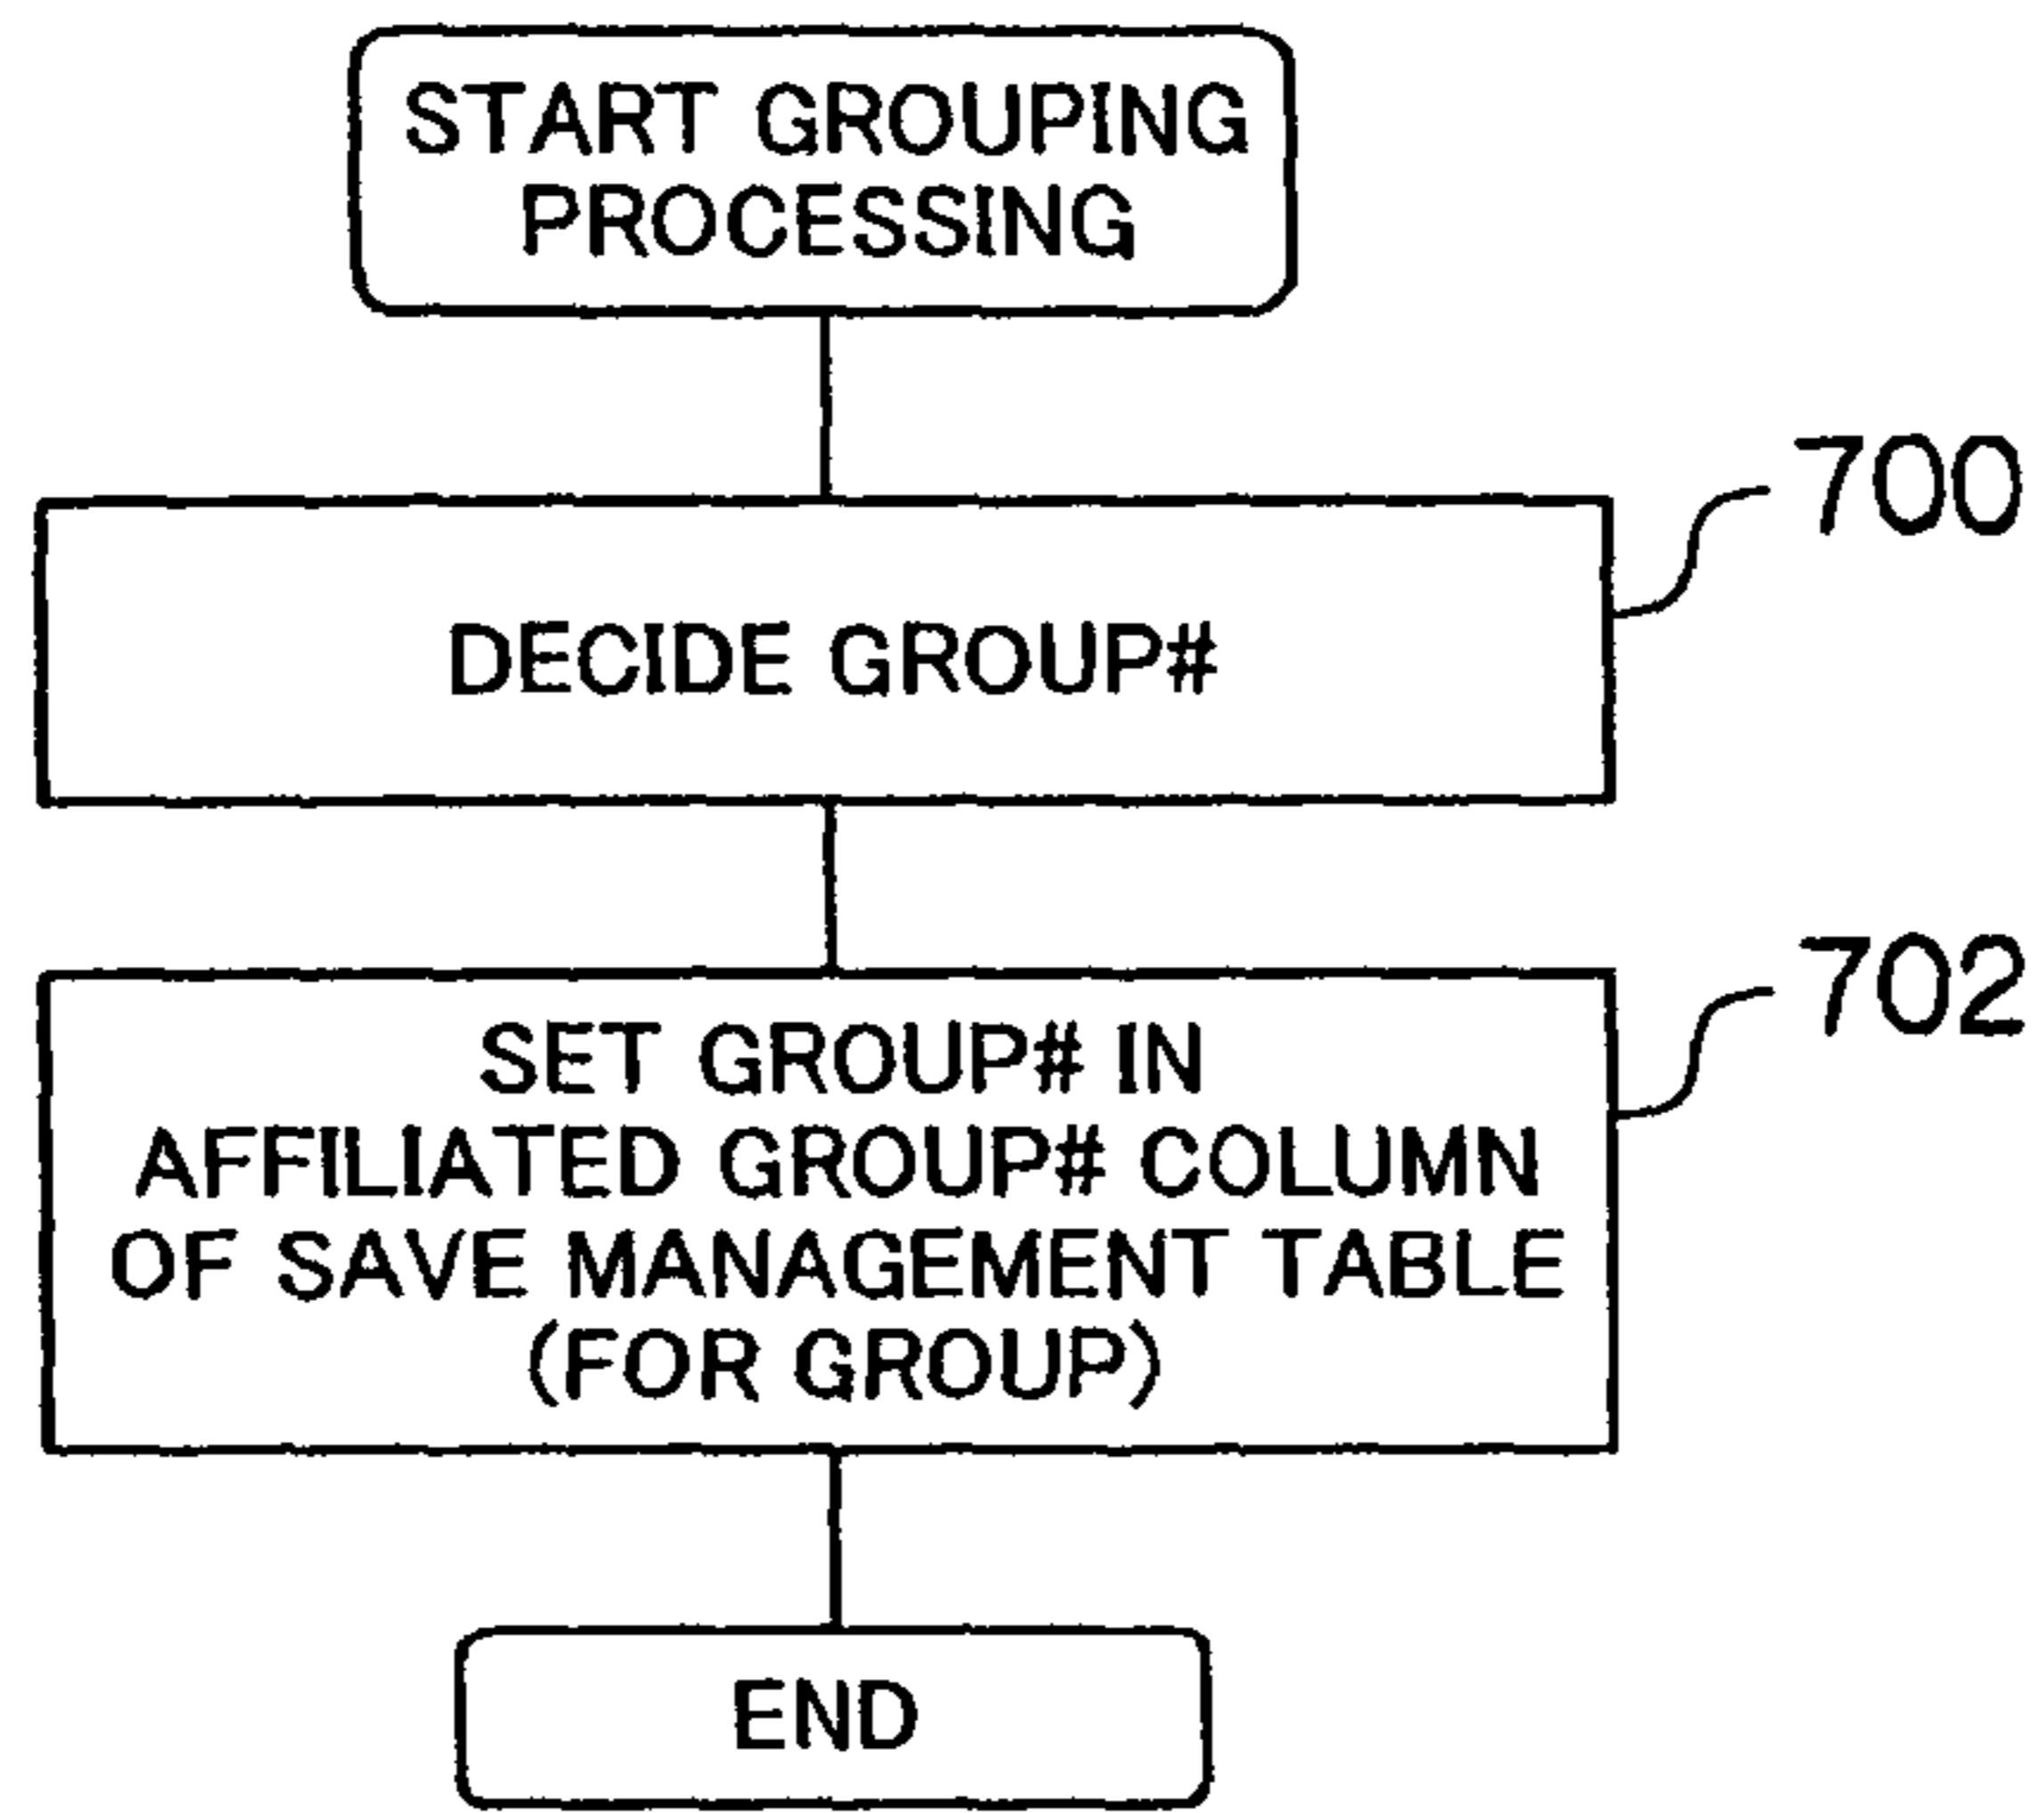 START GROUPING
PROCESSING
700
DECIDE GROUP#
702
SET GROUP# IN
AFFILIATED GROUP# COLUMN
OF SAVE MANAGEMENT TABLE
(FOR GROUP)
END